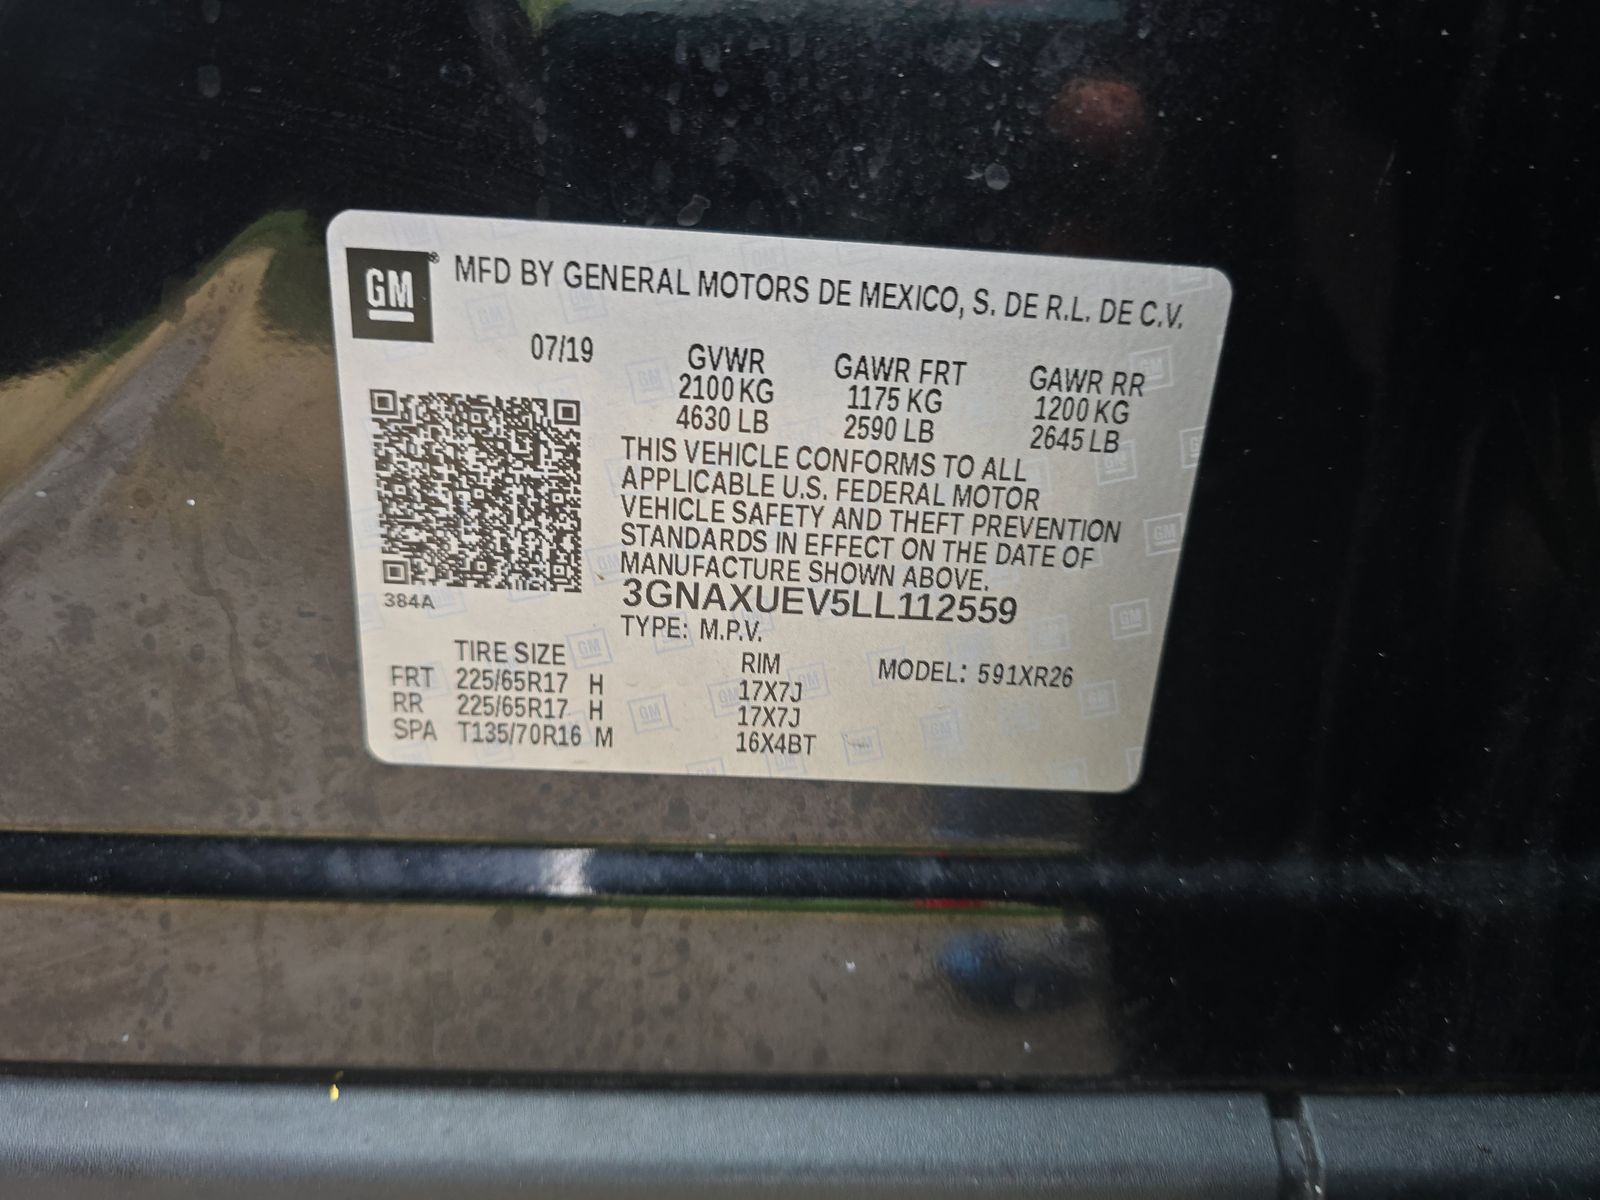 GM® MFD BY GENERAL MOTORS DE MEXICO, S. DE R.L. DE C.V.
07/19 GVWR GAWR FRT GAWR RR
2100 KG 1175 KG 1200 KG
4630 LB 2590 LB 2645 LB
THIS VEHICLE CONFORMS TO ALL
APPLICABLE U.S. FEDERAL MOTOR
VEHICLE SAFETY AND THEFT PREVENTION
STANDARDS IN EFFECT ON THE DATE OF
MANUFACTURE SHOWN ABOVE.
384A 3GNAXUEV5LL112559
TYPE: M.P.V.
TIRE SIZE RIM MODEL: 591XR26
FRT 225/65R17 H 17X7J
RR 225/65R17 H 17X7J
SPA T135/70R16 M 16X4BT